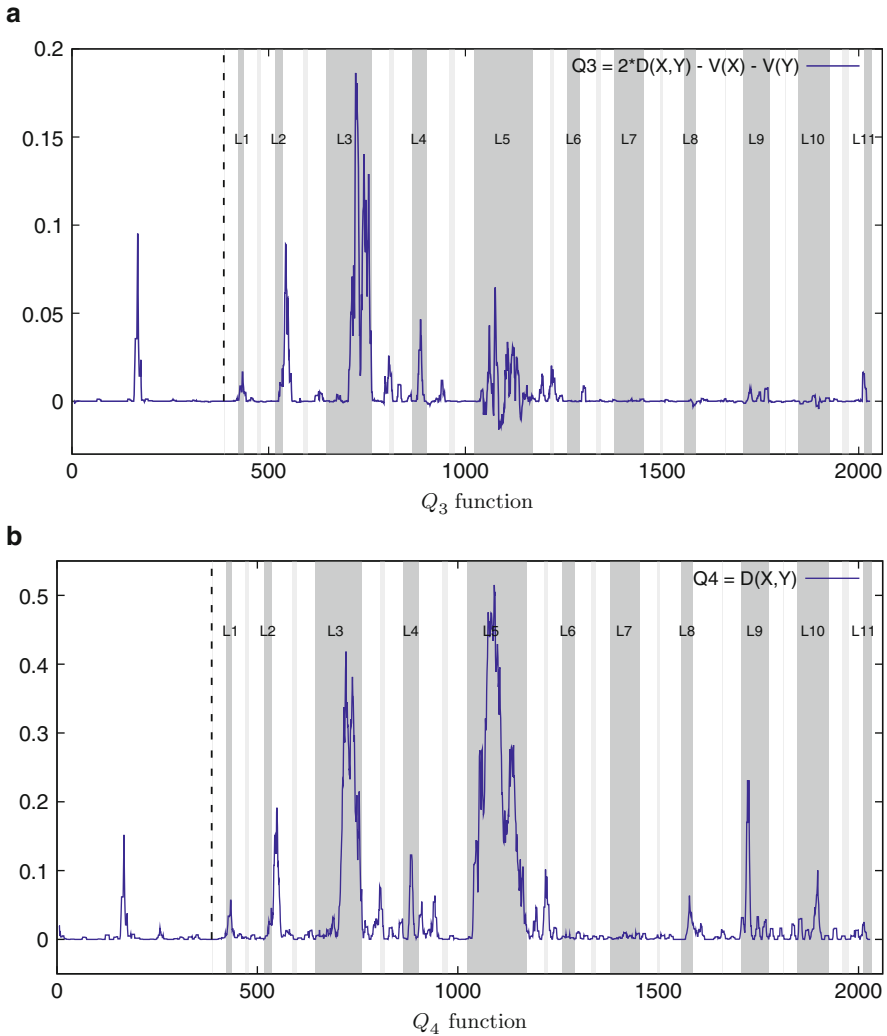 a
0.2
Q3 = 2*D(X,Y) - V(X) - V(Y)
0.15
L1 L2 L3 L4 L5 L6 L7 L8 L9 L10 L11
0.1
0.05
0
0 500 1000 1500 2000
Q3 function
b
Q4 = D(X,Y)
0.5
L1 L2 L3 L4 L5 L6 L7 L8 L9 L10 L11
0.4
0.3
0.2
0.1
0
0 500 1000 1500 2000
Q4 function